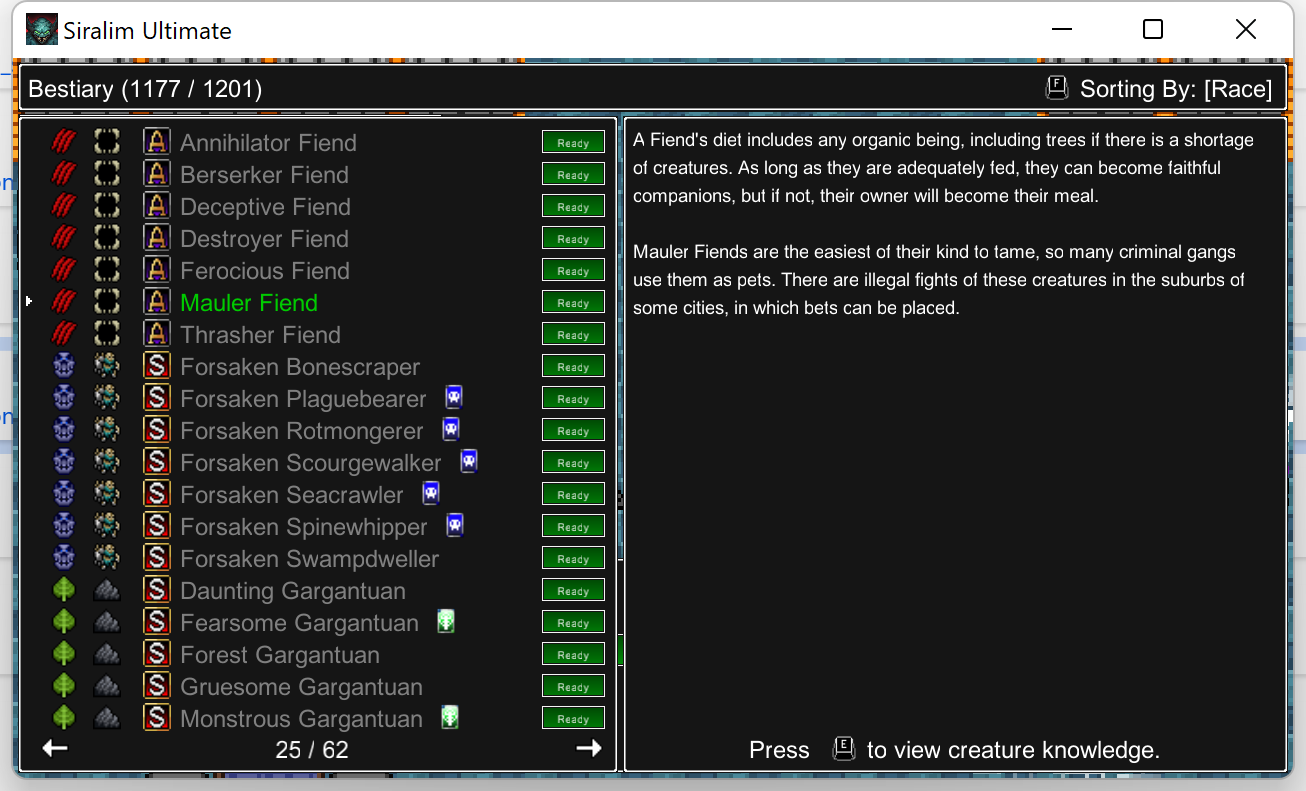 Siralim Ultimate
Bestiary (1177 / 1201)
F Sorting By: [Race]
A Annihilator Fiend Ready
A Berserker Fiend Ready
A Deceptive Fiend Ready
A Destroyer Fiend Ready
A Ferocious Fiend Ready
A Mauler Fiend Ready
A Thrasher Fiend Ready
S Forsaken Bonescraper Ready
S Forsaken Plaguebearer Ready
S Forsaken Rotmongerer Ready
S Forsaken Scourgewalker Ready
S Forsaken Seacrawler Ready
S Forsaken Spinewhipper Ready
S Forsaken Swampdweller Ready
S Daunting Gargantuan Ready
S Fearsome Gargantuan Ready
S Forest Gargantuan Ready
S Gruesome Gargantuan Ready
S Monstrous Gargantuan Ready
25 / 62
A Fiend's diet includes any organic being, including trees if there is a shortage
of creatures. As long as they are adequately fed, they can become faithful
companions, but if not, their owner will become their meal.
Mauler Fiends are the easiest of their kind to tame, so many criminal gangs
use them as pets. There are illegal fights of these creatures in the suburbs of
some cities, in which bets can be placed.
Press E to view creature knowledge.